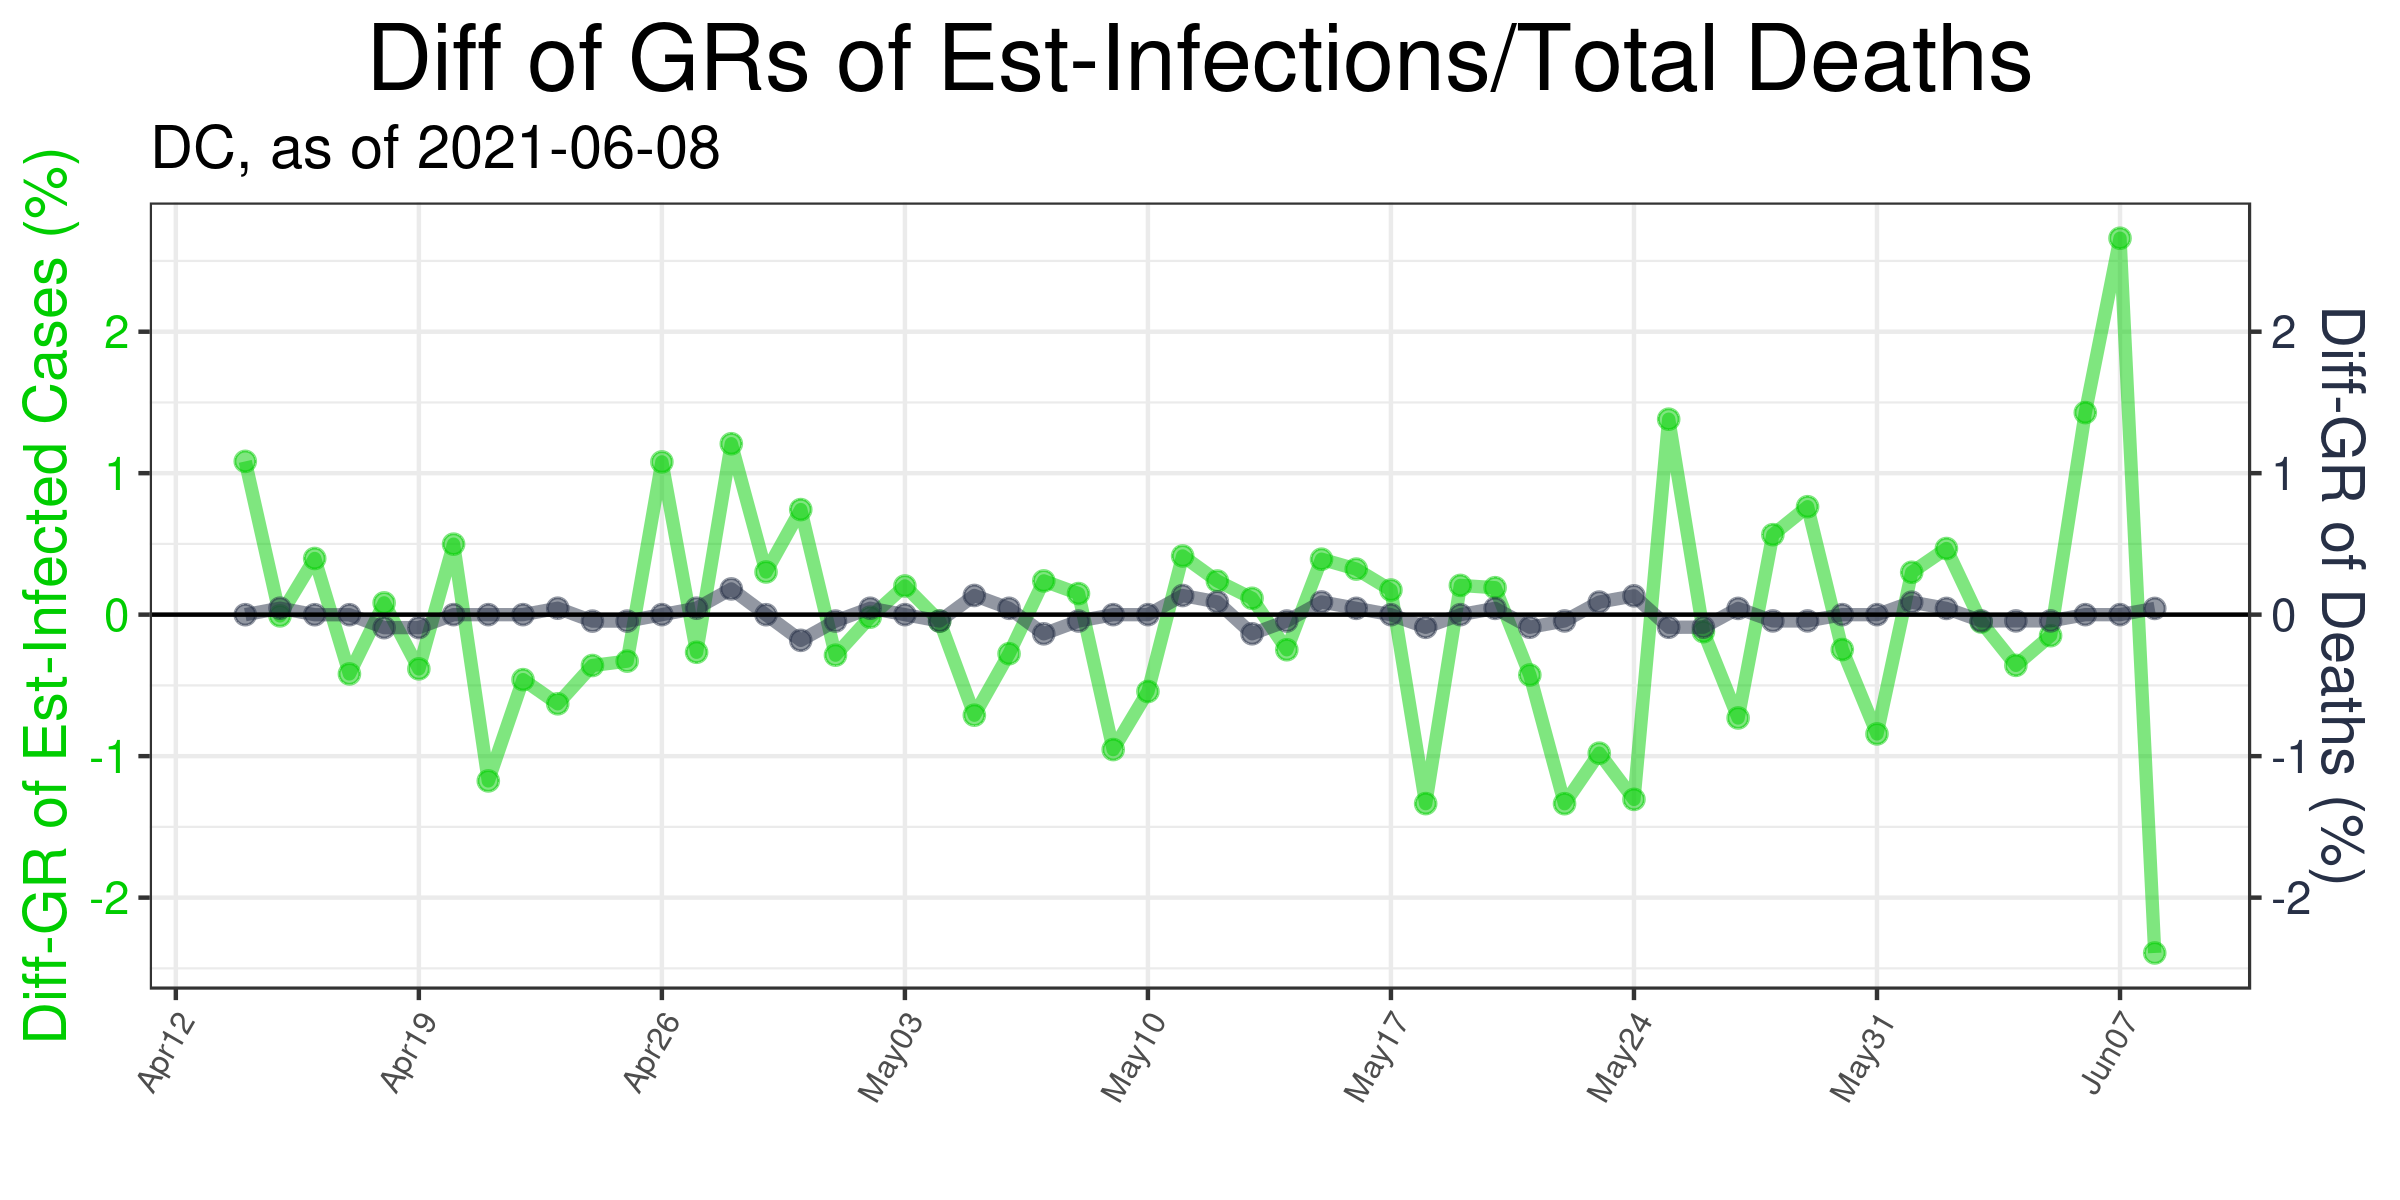 Diff of GRs of Est-Infections/Total Deaths
DC, as of 2021-06-08
Diff-GR of Est-Infected Cases (%)
2
1
0
-1
-2
2
1
0
-1
-2
Diff-GR of Deaths (%)
Apr12
Apr19
Apr26
May03
May10
May17
May24
May31
Jun07